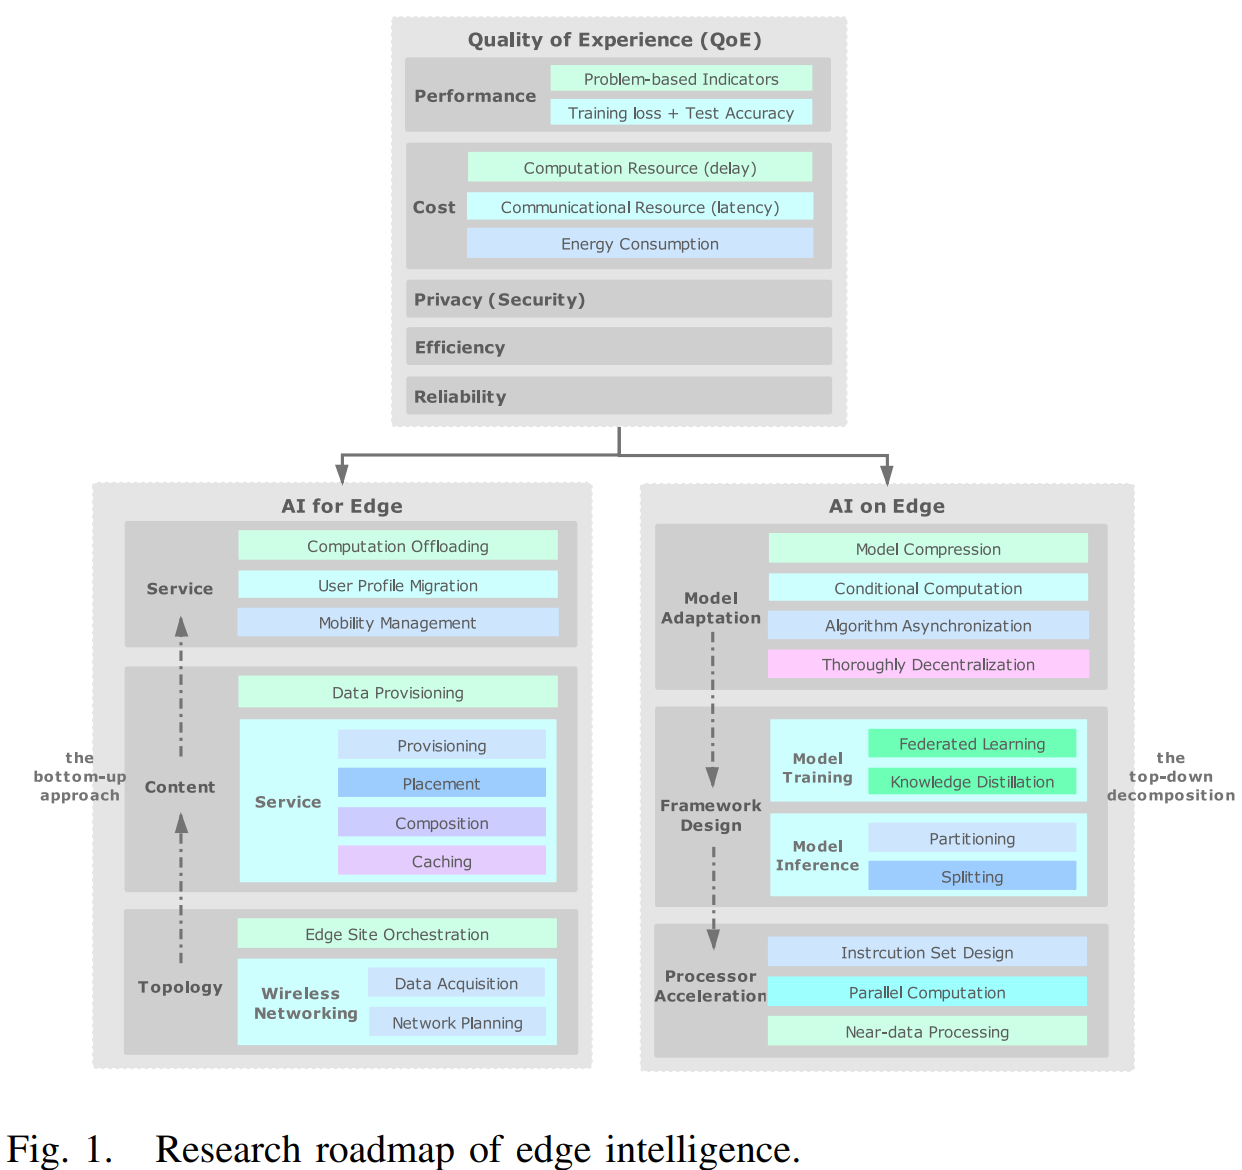 Quality of Experience (QoE)
Performance
Problem-based Indicators
Training loss + Test Accuracy
Cost
Computation Resource (delay)
Communicational Resource (latency)
Energy Consumption
Privacy (Security)
Efficiency
Reliability
the
bottom-up
approach
AI for Edge
Service
Computation Offloading
User Profile Migration
Mobility Management
Content
Data Provisioning
Service
Provisioning
Placement
Composition
Caching
Topology
Edge Site Orchestration
Wireless
Networking
Data Acquisition
Network Planning
AI on Edge
Model
Adaptation
Model Compression
Conditional Computation
Algorithm Asynchronization
Thoroughly Decentralization
Framework
Design
Model
Training
Federated Learning
Knowledge Distillation
Model
Inference
Partitioning
Splitting
Processor
Acceleration
Instrcution Set Design
Parallel Computation
Near-data Processing
the
top-down
decomposition
Fig. 1. Research roadmap of edge intelligence.